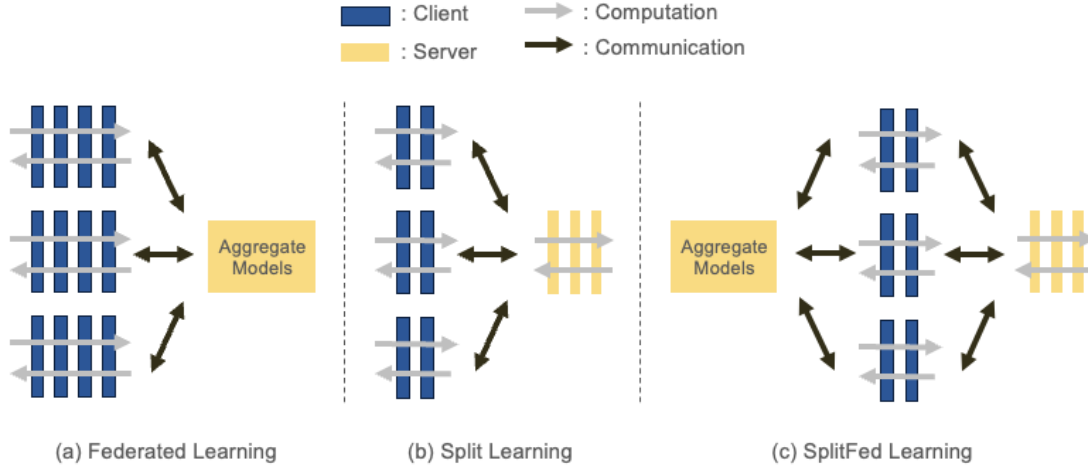 : Client
: Computation
: Server
: Communication
Aggregate
Models
Aggregate
Models
(a) Federated Learning
(b) Split Learning
(c) SplitFed Learning